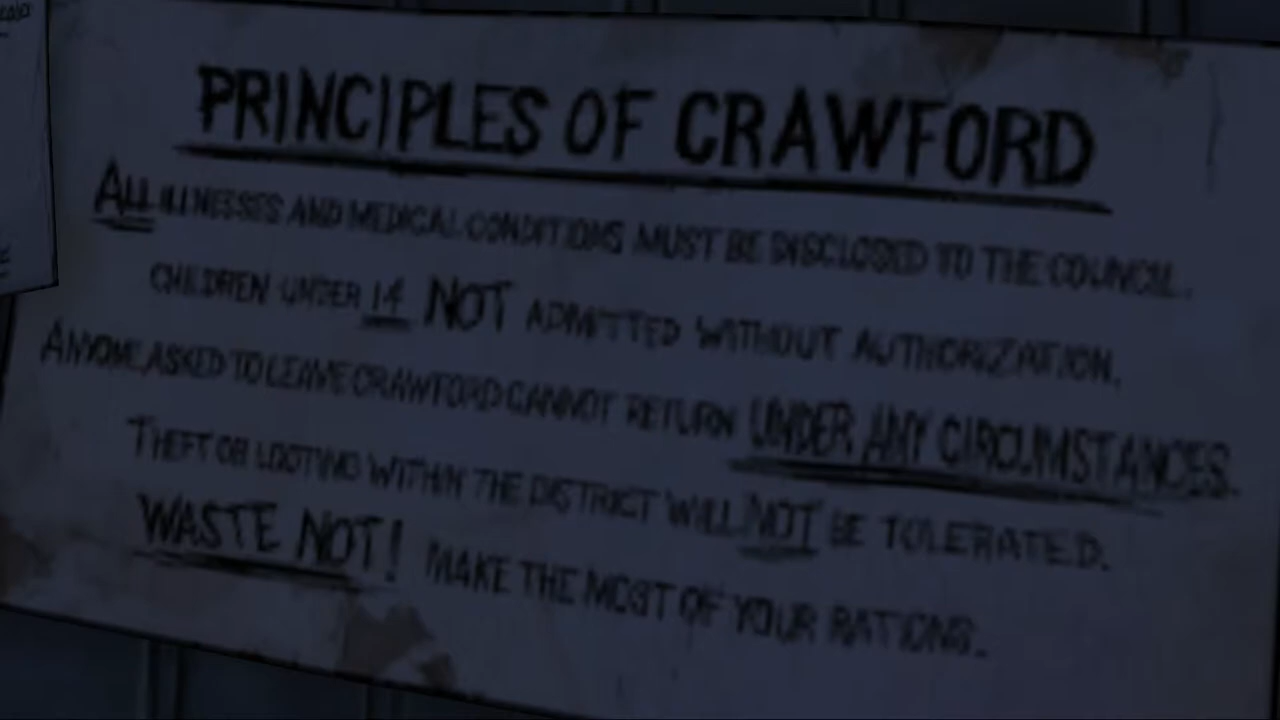 PRINCIPLES OF CRAWFORD
ALL ILLNESSES AND MEDICAL CONDITIONS MUST BE DISCLOSED TO THE COUNCIL.
CHILDREN UNDER 14 NOT ADMITTED WITHOUT AUTHORIZATION.
ANYONE ASKED TO LEAVE CRAWFORD CANNOT RETURN UNDER ANY CIRCUMSTANCES.
THEFT OR LOOTING WITHIN THE DISTRICT WILL NOT BE TOLERATED.
WASTE NOT! MAKE THE MOST OF YOUR RATIONS.